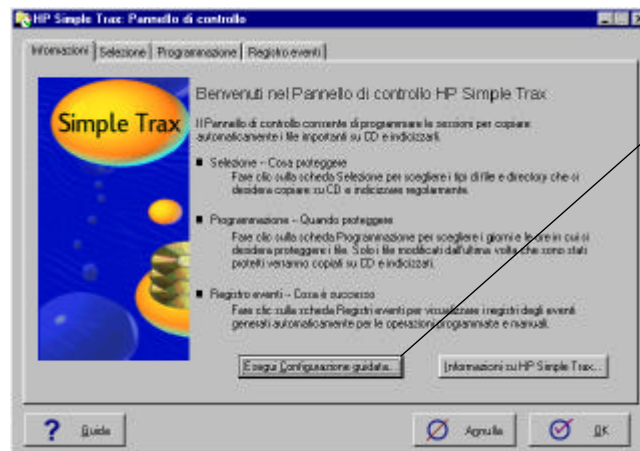 HP Simple Trax: Pannello di controllo
Informazioni Selezione Programmazione Registro eventi
Simple Trax
Benvenuti nel Pannello di controllo HP Simple Trax
Il Pannello di controllo consente di programmare le sessioni per copiare
automaticamente i file importanti su CD e indicizzarli.
Selezione -- Cosa proteggere
Fare clic sulla scheda Selezione per scegliere i tipi di file e directory che si
desidera copiare su CD e indicizzare regolarmente.
Programmazione -- Quando proteggere
Fare clic sulla scheda Programmazione per scegliere i giorni e le ore in cui si
desidera proteggere i file. Solo i file modificati dall'ultima volta che sono stati
protetti verranno copiati su CD e indicizzati.
Registro eventi -- Cosa è successo
Fare clic sulla scheda Registri eventi per visualizzare i registri degli eventi
generati automaticamente per le operazioni programmate e manuali.
Esegui Configurazione guidata...
Informazioni su HP Simple Trax...
? Guida
Annulla
OK